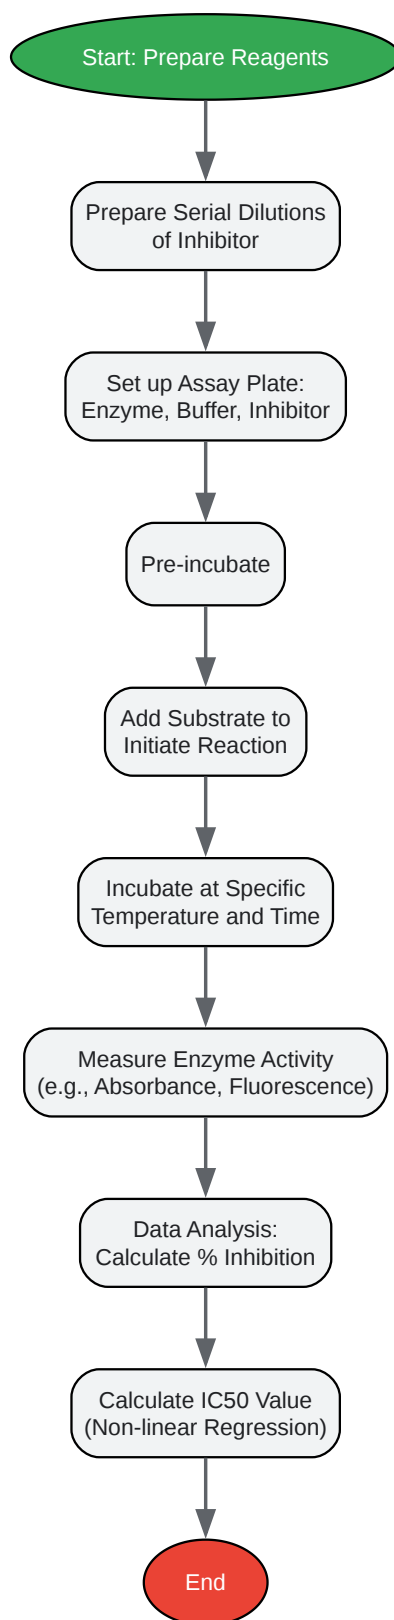 Start: Prepare Reagents
Prepare Serial Dilutions
of Inhibitor
Set up Assay Plate:
Enzyme, Buffer, Inhibitor
Pre-incubate
Add Substrate to
Initiate Reaction
Incubate at Specific
Temperature and Time
Measure Enzyme Activity
(e.g., Absorbance, Fluorescence)
Data Analysis:
Calculate % Inhibition
Calculate IC50 Value
(Non-linear Regression)
End